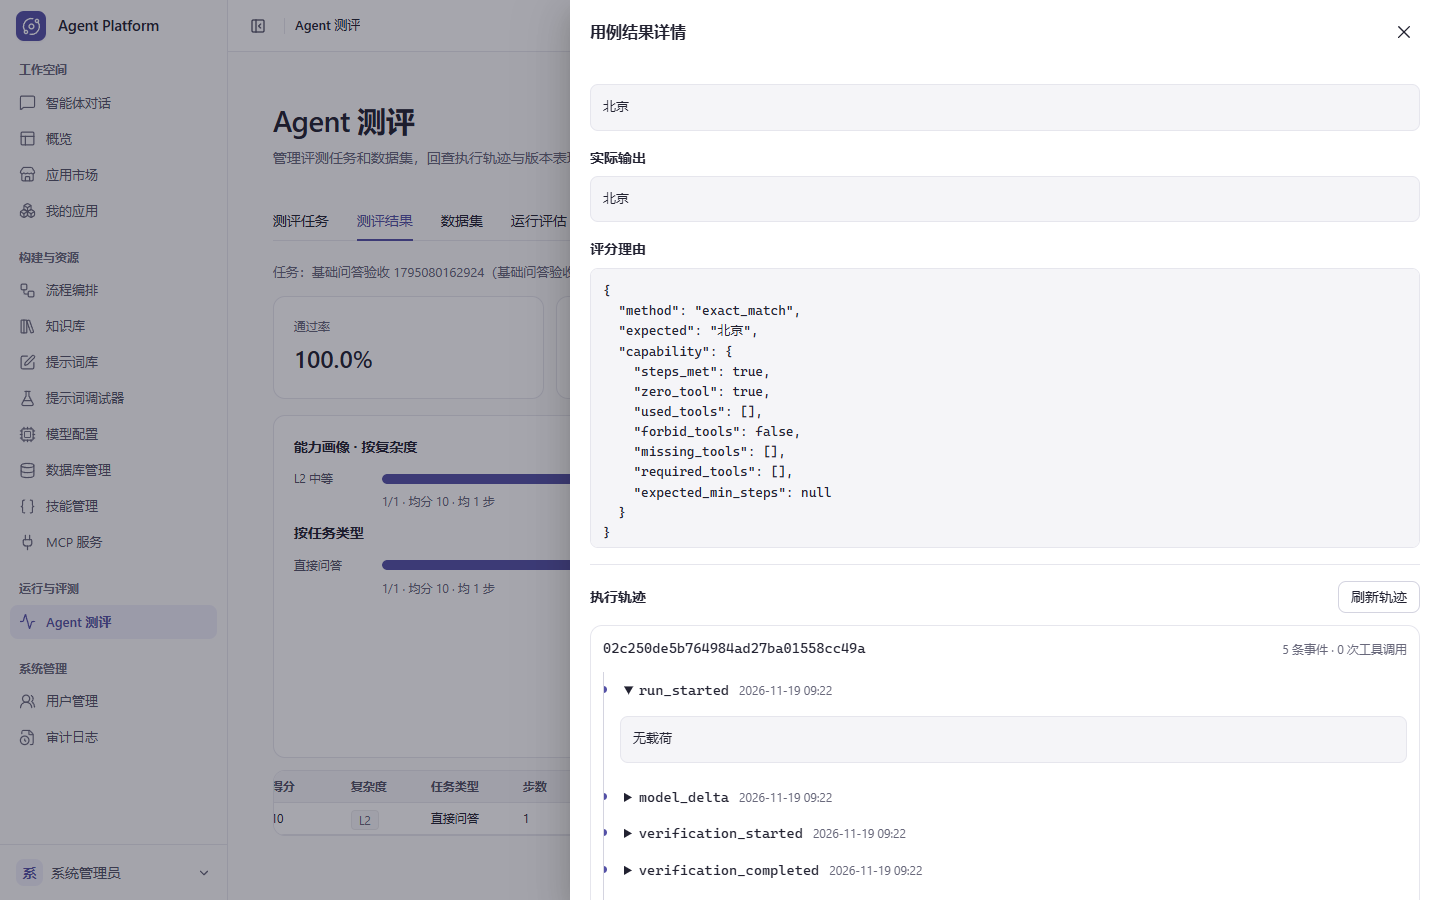 Agent Platform
工作空间
智能体对话
概览
应用市场
我的应用
构建与资源
流程编排
知识库
提示词库
提示词调试器
模型配置
数据库管理
技能管理
MCP 服务
运行与评测
Agent 测评
系统管理
用户管理
审计日志
系 系统管理员
Agent 测评
Agent 测评
管理评测任务和数据集，回查执行轨迹与版本表
测评任务 测评结果 数据集 运行评估
任务：基础问答验收 1795080162924（基础问答验收
通过率
100.0%
能力画像 · 按复杂度
L2 中等
1/1 · 均分 10 · 均 1 步
按任务类型
直接问答
1/1 · 均分 10 · 均 1 步
得分 复杂度 任务类型 步数
10 L2 直接问答 1
用例结果详情
北京
实际输出
北京
评分理由
{
"method": "exact_match",
"expected": "北京",
"capability": {
"steps_met": true,
"zero_tool": true,
"used_tools": [],
"forbid_tools": false,
"missing_tools": [],
"required_tools": [],
"expected_min_steps": null
}
}
执行轨迹 刷新轨迹
02c250de5b764984ad27ba01558cc49a 5 条事件 · 0 次工具调用
run_started 2026-11-19 09:22
无载荷
model_delta 2026-11-19 09:22
verification_started 2026-11-19 09:22
verification_completed 2026-11-19 09:22